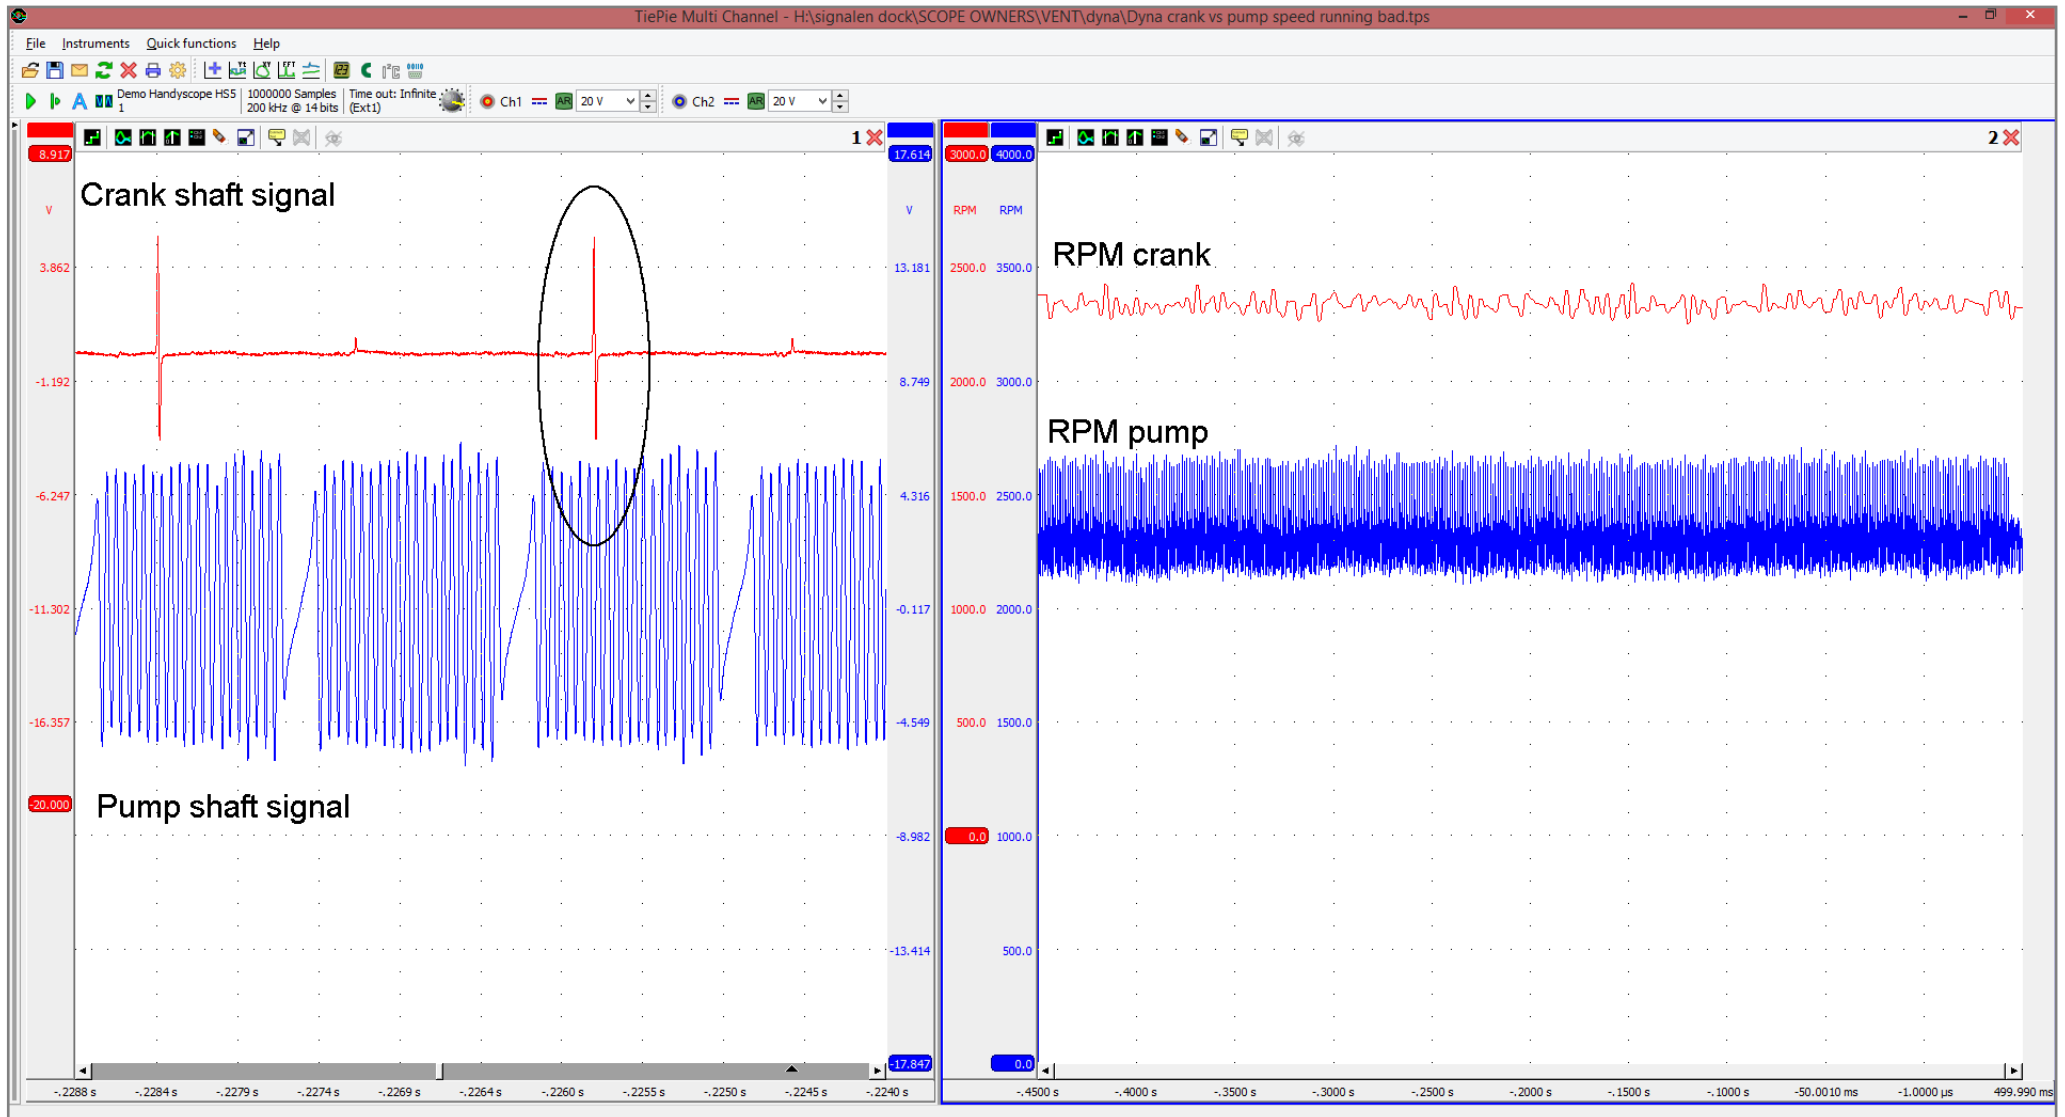 TiePie Multi Channel - H:\signalen dock\SCOPE OWNERS\VENT\dyna\Dyna crank vs pump speed running bad.tps
File Instruments Quick functions Help
Demo Handyscope HS5
1
1000000 Samples
200 kHz @ 14 bits
Time out: Infinite
(Ext1)
Ch1 AR 20 V
Ch2 AR 20 V
1
8.917
V
3.862
-1.192
-6.247
-11.302
-16.357
-20.000
Crank shaft signal
Pump shaft signal
17.614
V
13.181
8.749
4.316
-0.117
-4.549
-8.982
-13.414
-17.847
-.2288 s -.2284 s -.2279 s -.2274 s -.2269 s -.2264 s -.2260 s -.2255 s -.2250 s -.2245 s -.2240 s
2
3000.0 4000.0
RPM RPM
2500.0 3500.0
2000.0 3000.0
1500.0 2500.0
1000.0 2000.0
500.0 1500.0
0.0 1000.0
500.0
0.0
RPM crank
RPM pump
-.4500 s -.4000 s -.3500 s -.3000 s -.2500 s -.2000 s -.1500 s -.1000 s -50.0010 ms -1.0000 µs 499.990 ms